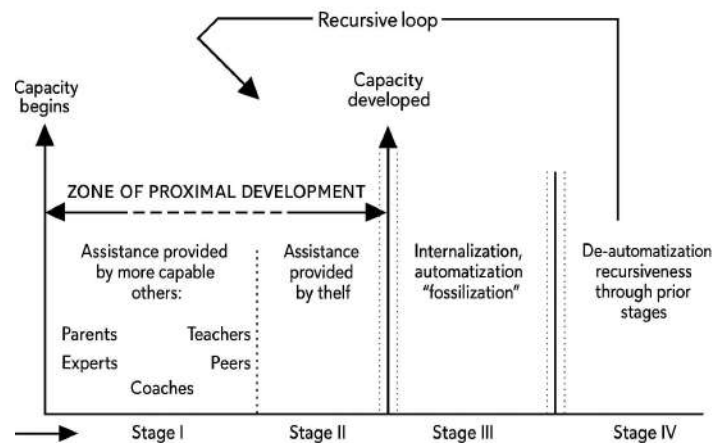 Recursive loop
Capacity
begins
Capacity
developed
ZONE OF PROXIMAL DEVELOPMENT
Assistance provided
by more capable
others:
Parents
Teachers
Experts
Peers
Coaches
Assistance
provided
by thelf
Internalization,
automatization
“fossilization”
De-automatization
recursiveness
through prior
stages
Stage I
Stage II
Stage III
Stage IV